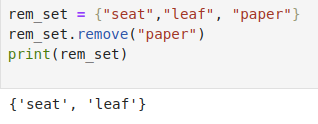 rem_set = {"seat","leaf", "paper"}
rem_set.remove("paper")
print(rem_set)
{'seat', 'leaf'}